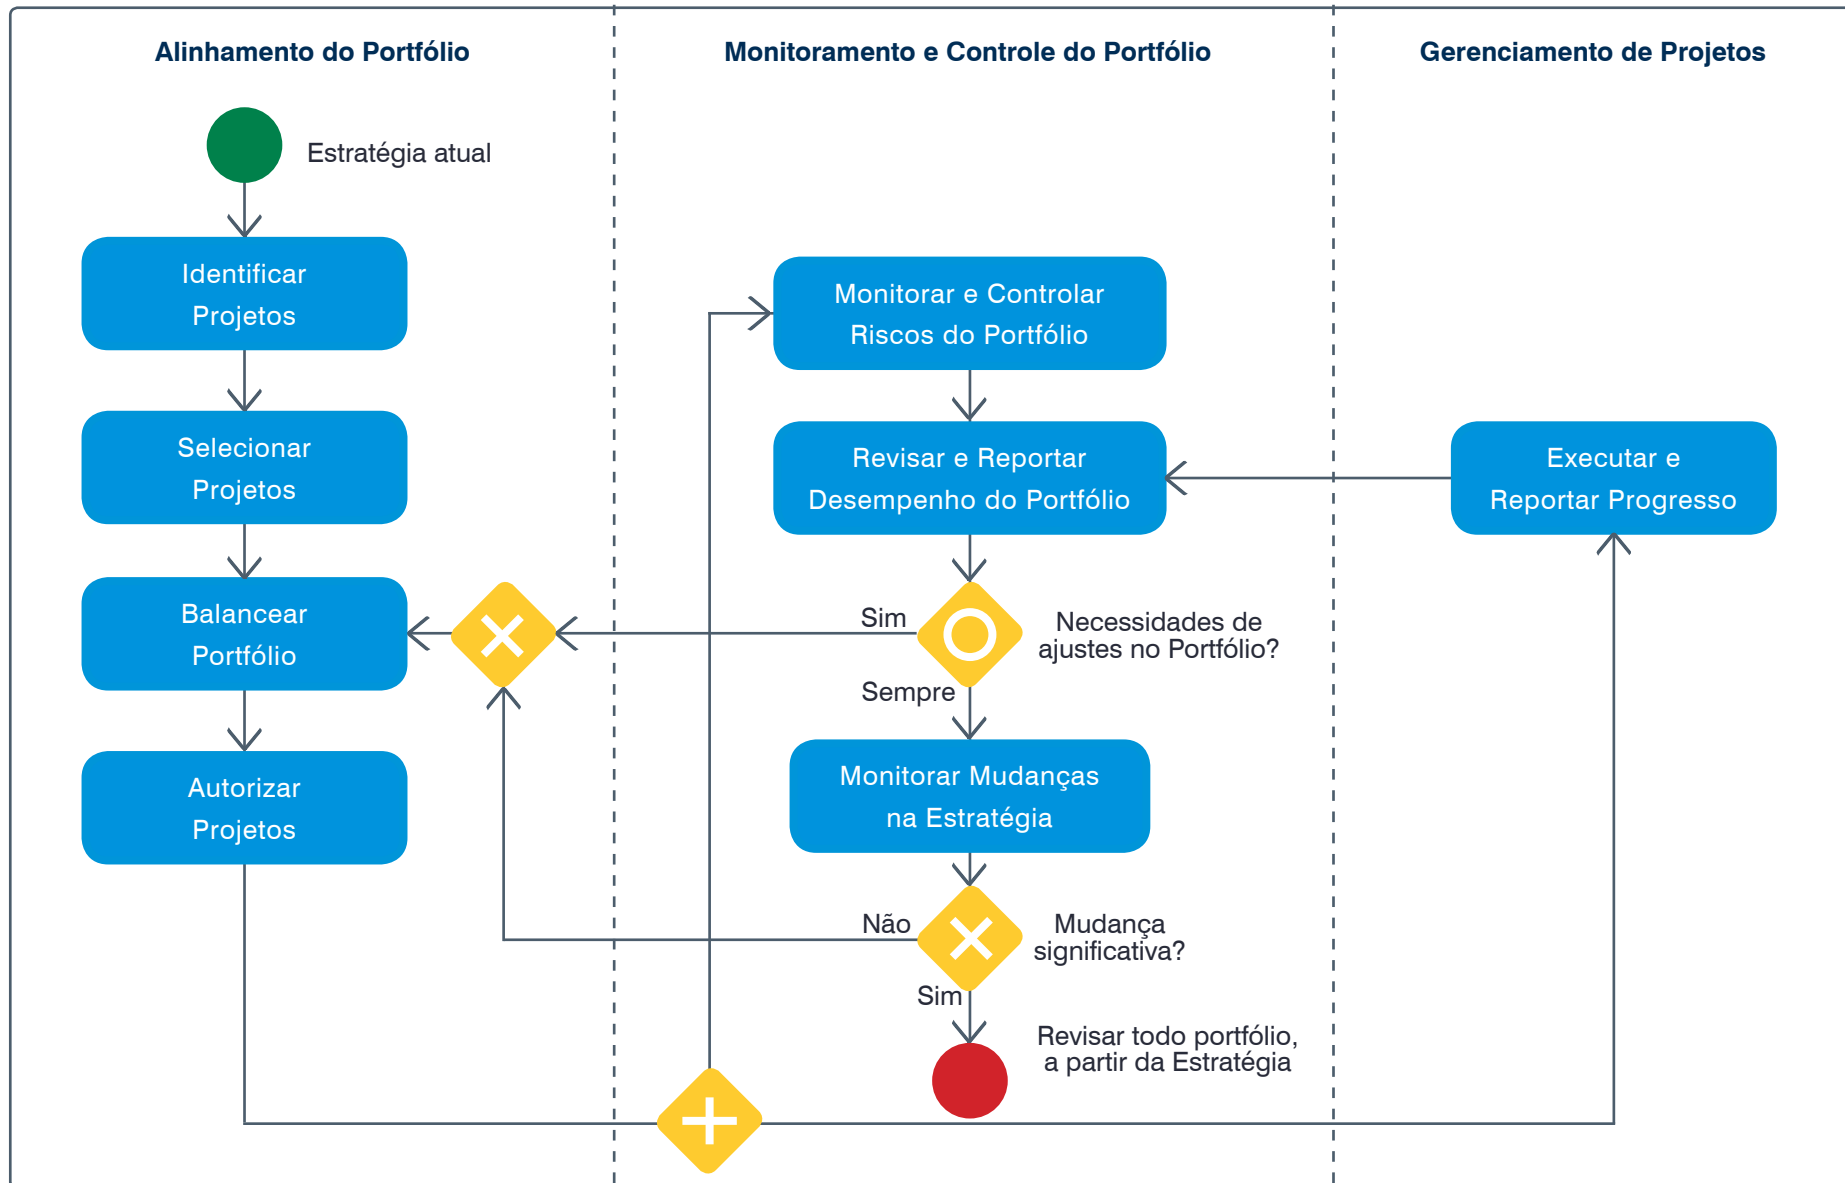 Alinhamento do Portfólio
Monitoramento e Controle do Portfólio
Gerenciamento de Projetos
Estratégia atual
Identificar
Projetos
Selecionar
Projetos
Balancear
Portfólio
Autorizar
Projetos
Monitorar e Controlar
Riscos do Portfólio
Revisar e Reportar
Desempenho do Portfólio
Sim
Necessidades de
ajustes no Portfólio?
Sempre
Monitorar Mudanças
na Estratégia
Não
Mudança
significativa?
Sim
Revisar todo portfólio,
a partir da Estratégia
Executar e
Reportar Progresso